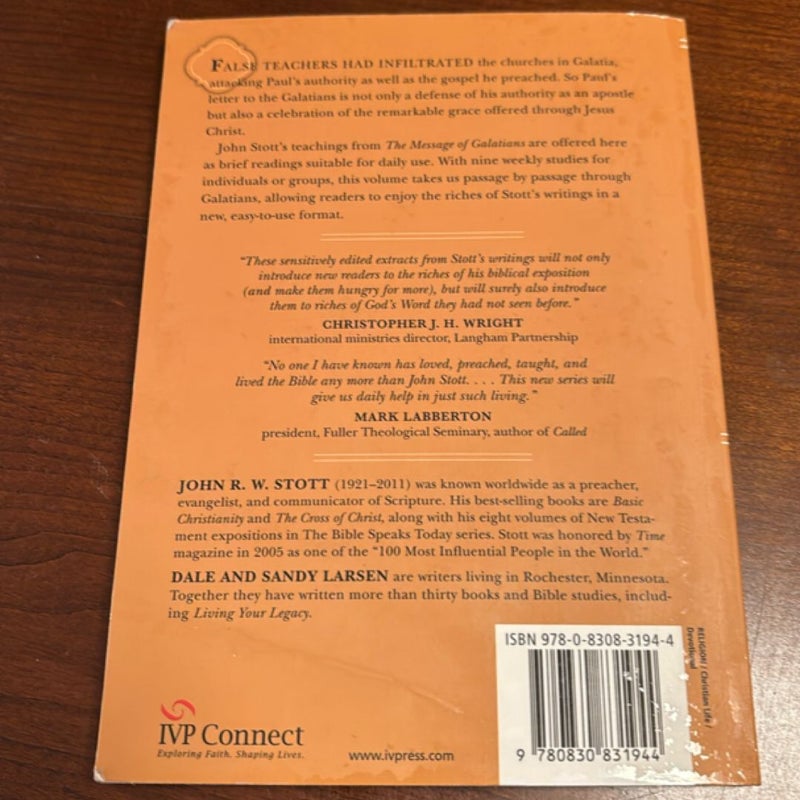 FALSE TEACHERS HAD INFILTRATED the churches in Galatia,
attacking Paul's authority as well as the gospel he preached. So Paul's
letter to the Galatians is not only a defense of his authority as an apostle
but also a celebration of the remarkable grace offered through Jesus
Christ.
John Stott's teachings from The Message of Galatians are offered here
as brief readings suitable for daily use. With nine weekly studies for
individuals or groups, this volume takes us passage by passage through
Galatians, allowing readers to enjoy the riches of Stott's writings in a
new, easy-to-use format.
"These sensitively edited extracts from Stott's writings will not only
introduce new readers to the riches of his biblical exposition
(and make them hungry for more), but will surely also introduce
them to riches of God's Word they had not seen before."
CHRISTOPHER J. H. WRIGHT
international ministries director, Langham Partnership
"No one I have known has loved, preached, taught, and
lived the Bible any more than John Stott. . . . This new series will
give us daily help in just such living."
MARK LABBERTON
president, Fuller Theological Seminary, author of Called
JOHN R. W. STOTT (1921–2011) was known worldwide as a preacher,
evangelist, and communicator of Scripture. His best-selling books are Basic
Christianity and The Cross of Christ, along with his eight volumes of New Testa-
ment expositions in The Bible Speaks Today series. Stott was honored by Time
magazine in 2005 as one of the "100 Most Influential People in the World."
DALE AND SANDY LARSEN are writers living in Rochester, Minnesota.
Together they have written more than thirty books and Bible studies, includ-
ing Living Your Legacy.
ISBN 978-0-8308-3194-4
9 780830 831944
RELIGION / Christian Life /
Devotional
IVP Connect
Exploring Faith. Shaping Lives.
www.ivpress.com